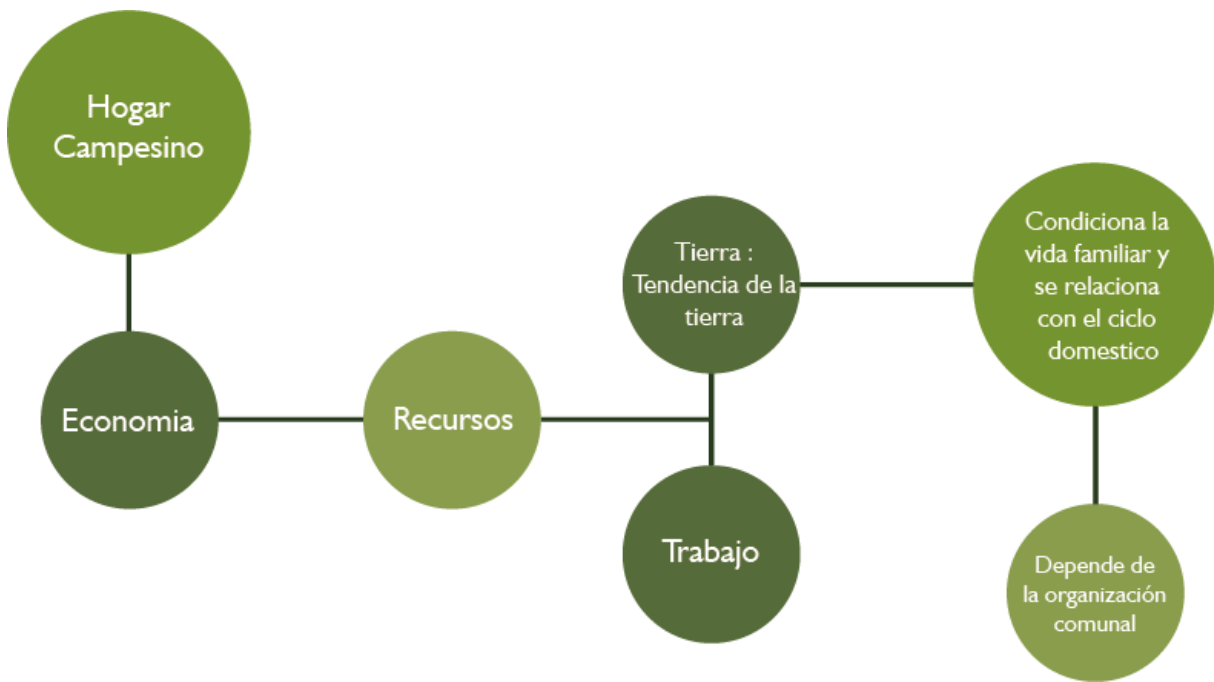 Hogar
Campesino
Economia
Recursos
Tierra :
Tendencia de la
tierra
Trabajo
Condiciona la
vida familiar y
se relaciona
con el ciclo
domestico
Depende de
la organización
comunal